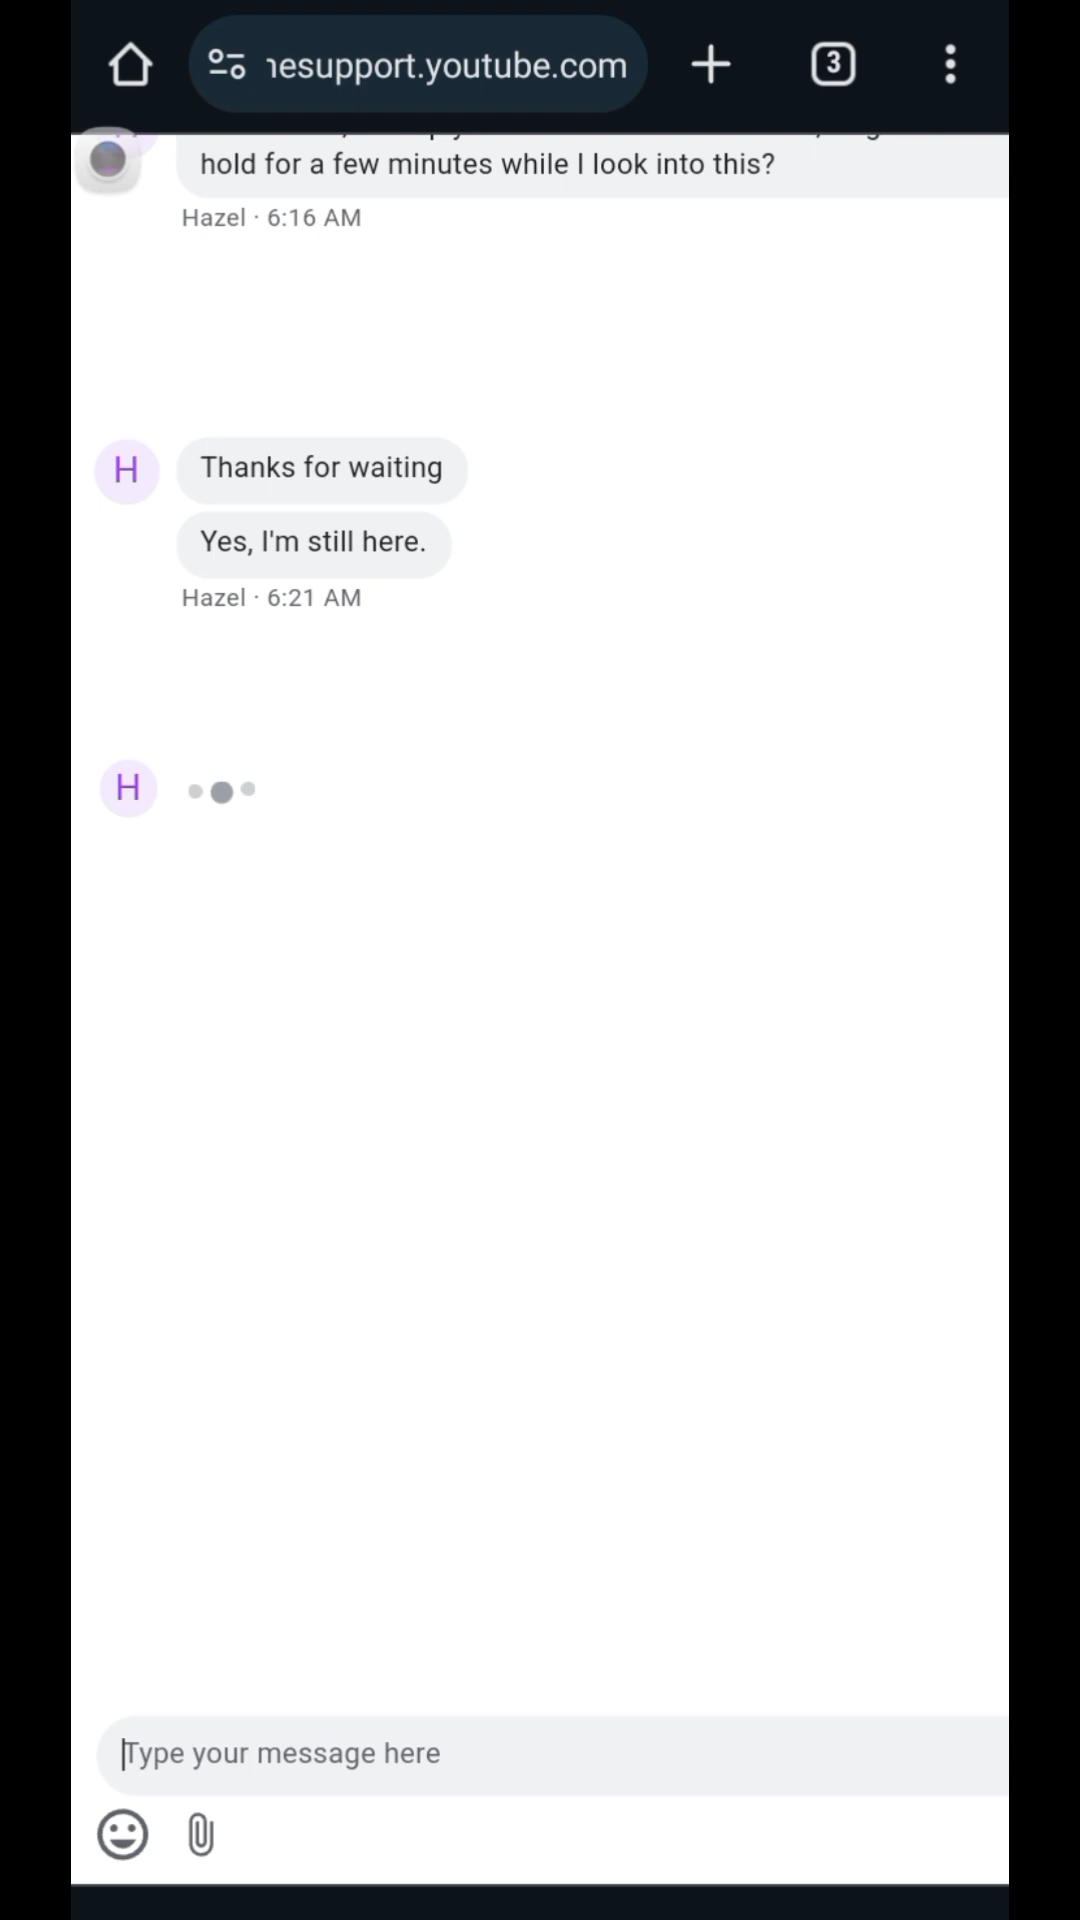 esupport.youtube.com
3
hold for a few minutes while I look into this?
Hazel · 6:16 AM
H
Thanks for waiting
Yes, I'm still here.
Hazel · 6:21 AM
H
Type your message here